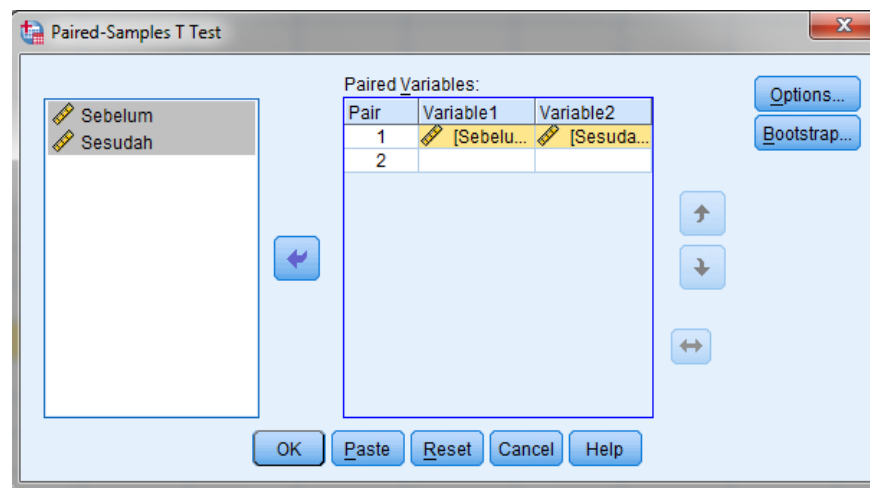 Paired-Samples T Test
Sebelum
Sesudah
Paired Variables:
Pair Variable1 Variable2
1 [Sebelu... [Sesuda...
2
Options...
Bootstrap...
OK Paste Reset Cancel Help